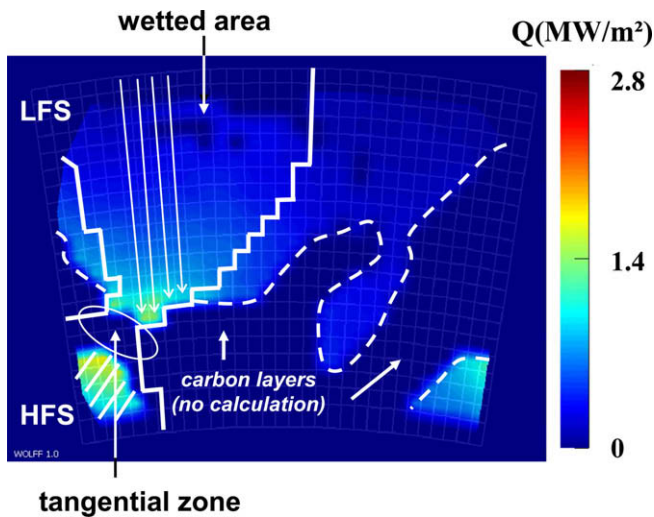 wetted area
Q(MW/m²)
2.8
LFS
1.4
carbon layers
(no calculation)
HFS
0
WOLFF 1.0
tangential zone